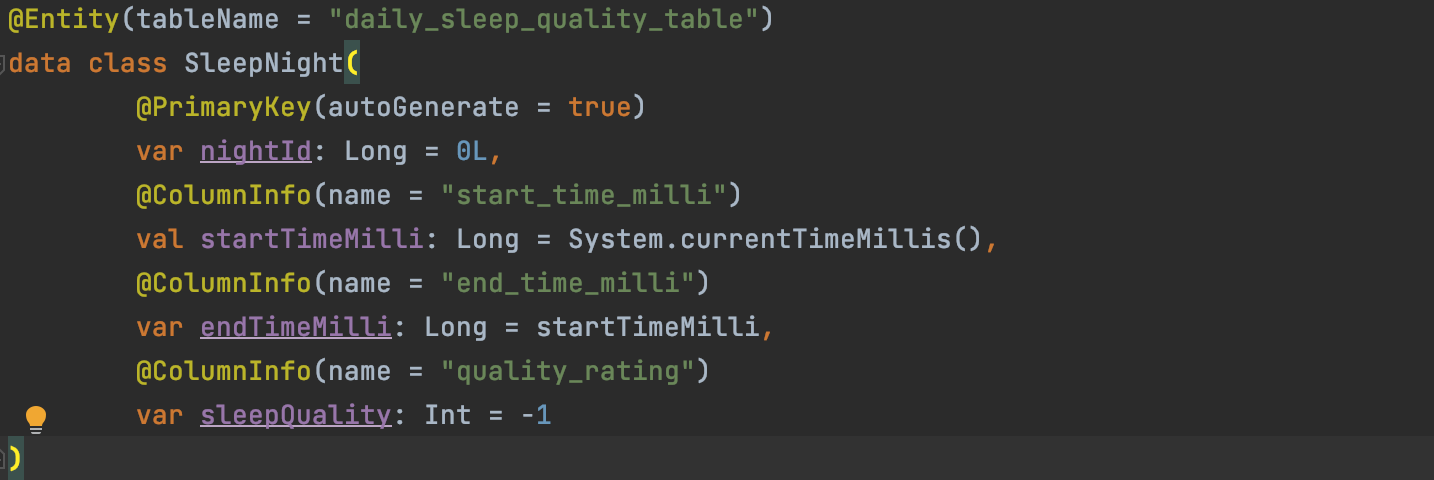 @Entity(tableName = "daily_sleep_quality_table")
data class SleepNight(
        @PrimaryKey(autoGenerate = true)
        var nightId: Long = 0L,
        @ColumnInfo(name = "start_time_milli")
        val startTimeMilli: Long = System.currentTimeMillis(),
        @ColumnInfo(name = "end_time_milli")
        var endTimeMilli: Long = startTimeMilli,
        @ColumnInfo(name = "quality_rating")
        var sleepQuality: Int = -1
)